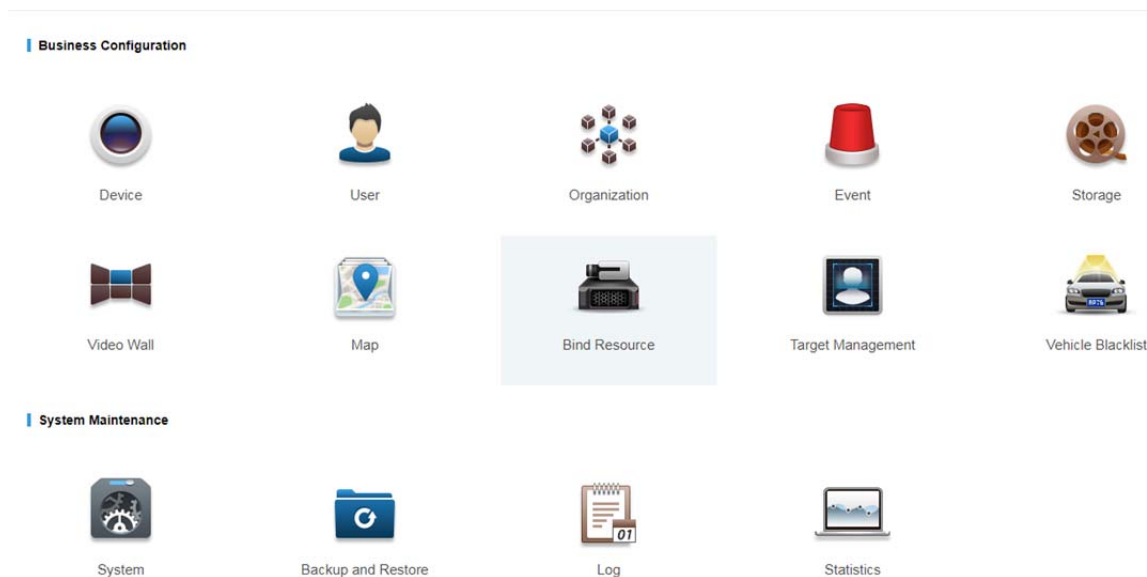 Business Configuration
Device
User
Organization
Event
Storage
Video Wall
Map
Bind Resource
Target Management
Vehicle Blacklist
System Maintenance
01
System
Backup and Restore
Log
Statistics